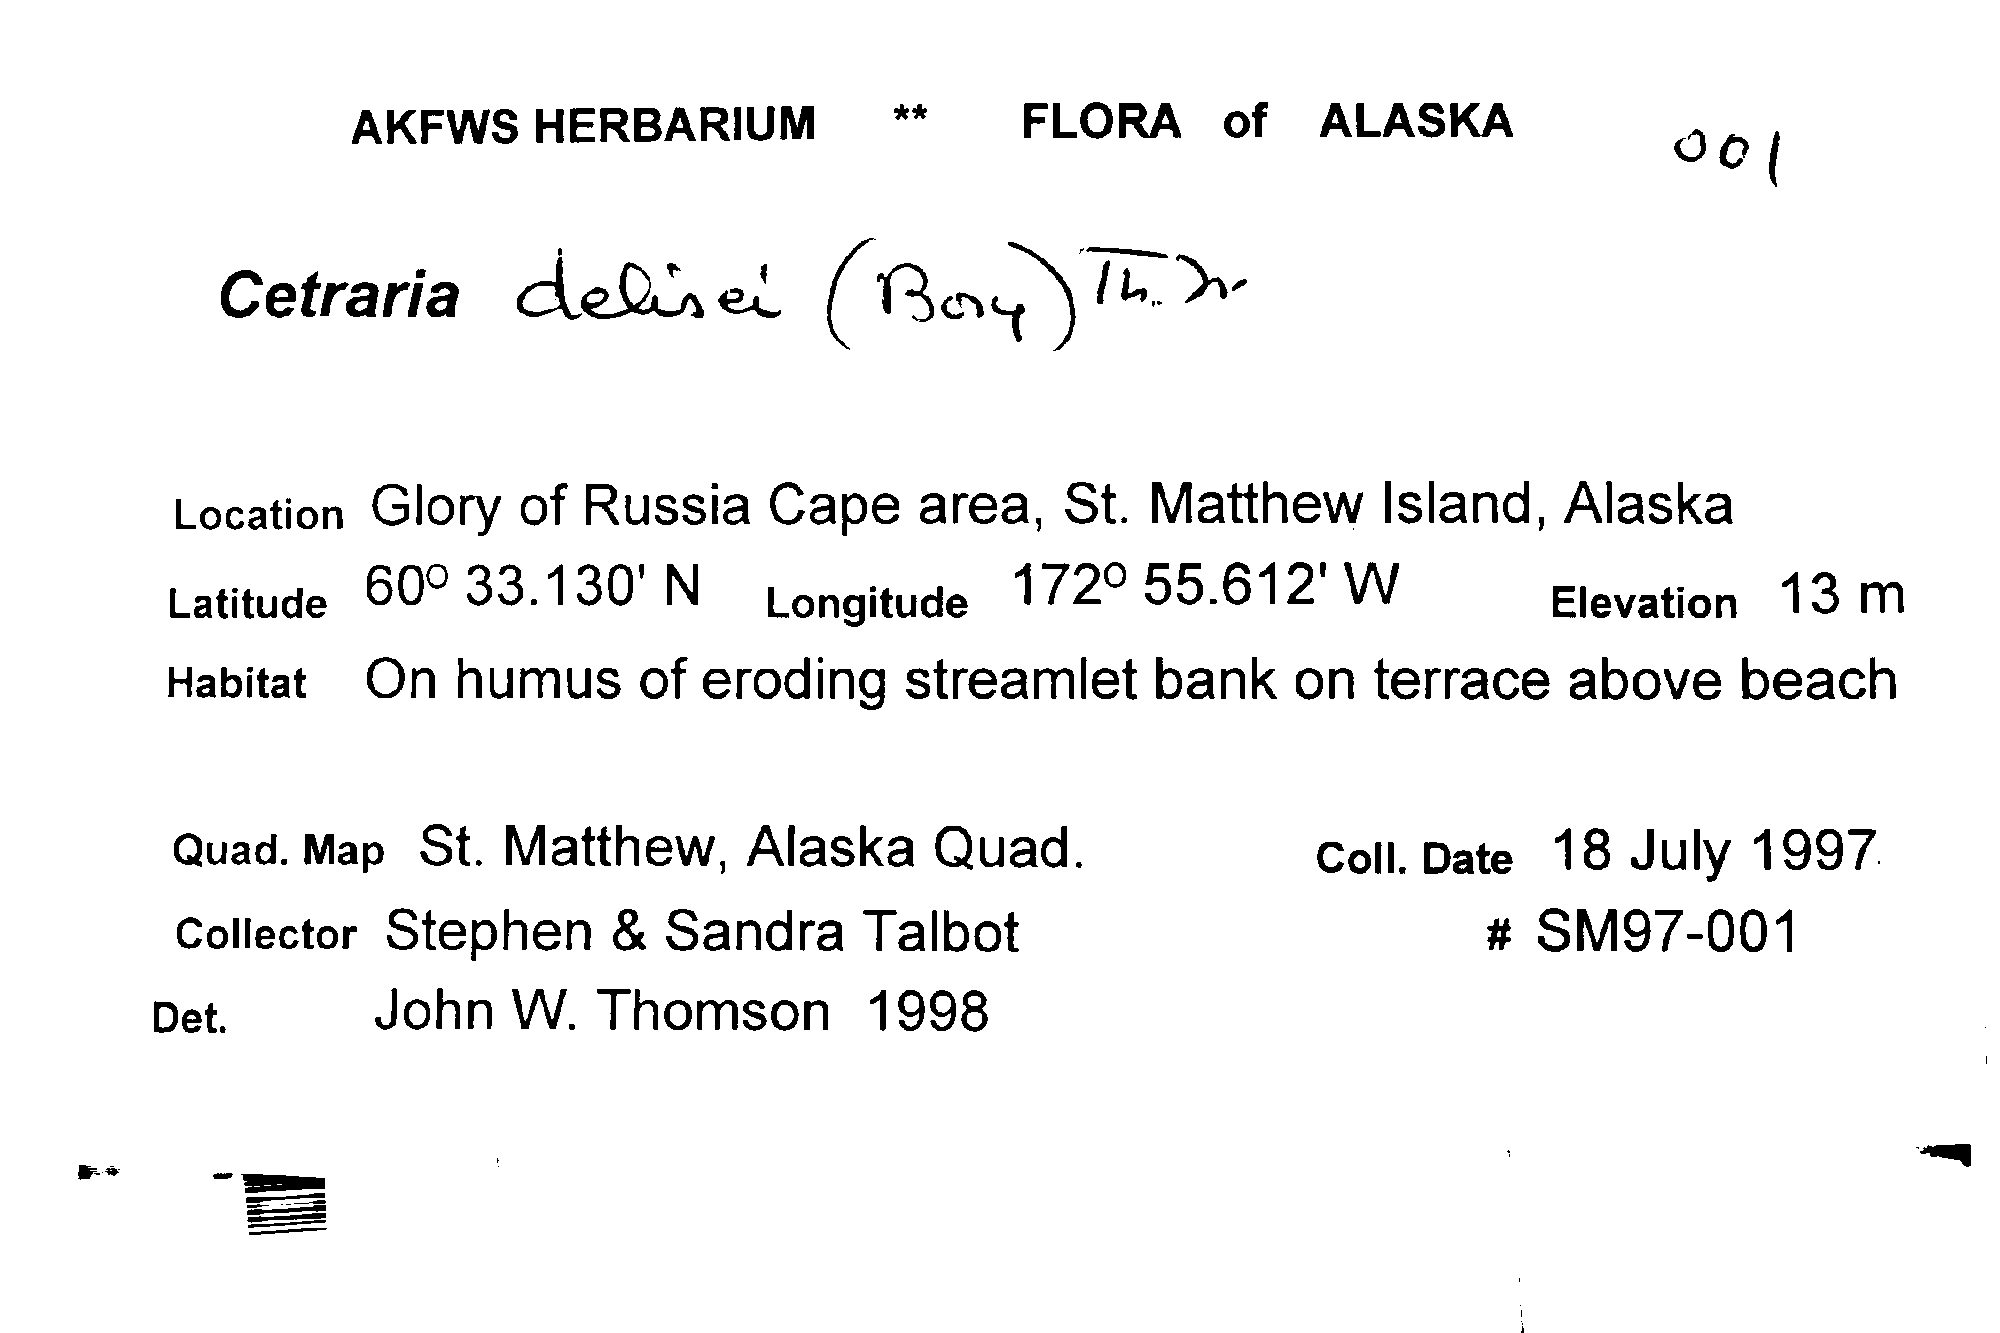 AKFWS HERBARIUM ** FLORA of ALASKA
001
Cetraria delisei (Bory) Th. Fr
Location Glory of Russia Cape area, St. Matthew Island, Alaska
Latitude 60º 33.130' N Longitude 172º 55.612' W Elevation 13 m
Habitat On humus of eroding streamlet bank on terrace above beach
Quad. Map St. Matthew, Alaska Quad. Coll. Date 18 July 1997
Collector Stephen & Sandra Talbot # SM97-001
Det. John W. Thomson 1998